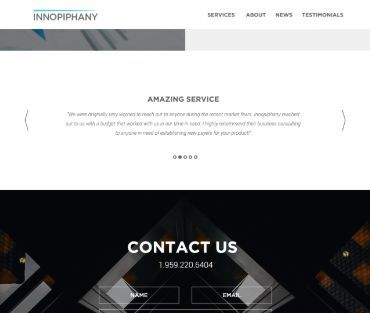 INNOPIPHANY
SERVICES ABOUT NEWS TESTIMONIALS
AMAZING SERVICE
"We were originally very worried to reach out to anyone during the recent market fears, Innopiphany reached
out to us with a budget that worked with us in our time in need. I highly recommend their business consulting
to anyone in need of establishing new payers for your product!"
CONTACT US
1.959.220.6404
NAME EMAIL